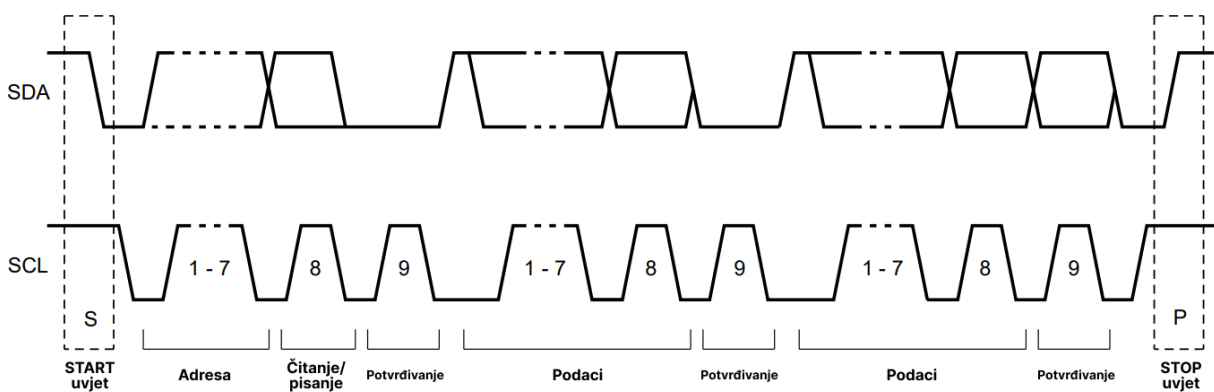 SDA
SCL
1 - 7
8
9
1 - 7
8
9
1 - 7
8
9
S
P
START
uvjet
Adresa
Čitanje/
pisanje
Potvrđivanje
Podaci
Potvrđivanje
Podaci
Potvrđivanje
STOP
uvjet